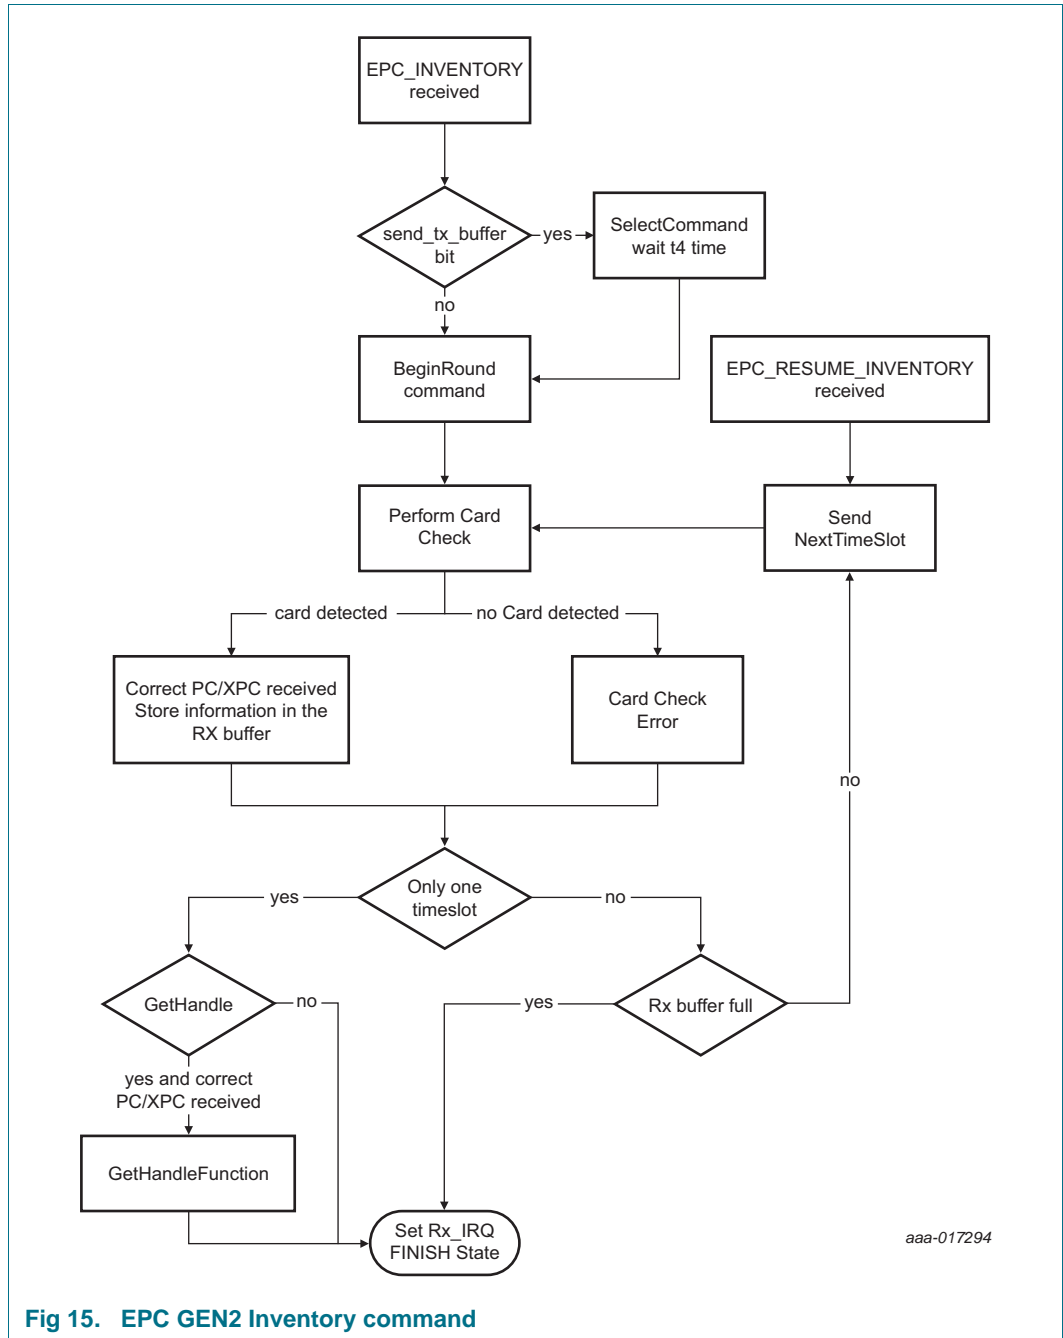 EPC_INVENTORY
received
send_tx_buffer
bit
yes
SelectCommand
wait t4 time
no
BeginRound
command
EPC_RESUME_INVENTORY
received
Perform Card
Check
Send
NextTimeSlot
card detected
no Card detected
Correct PC/XPC received
Store information in the
RX buffer
Card Check
Error
no
Only one
timeslot
yes
no
GetHandle
no
yes
Rx buffer full
yes and correct
PC/XPC received
GetHandleFunction
Set Rx_IRQ
FINISH State
aaa-017294
Fig 15. EPC GEN2 Inventory command